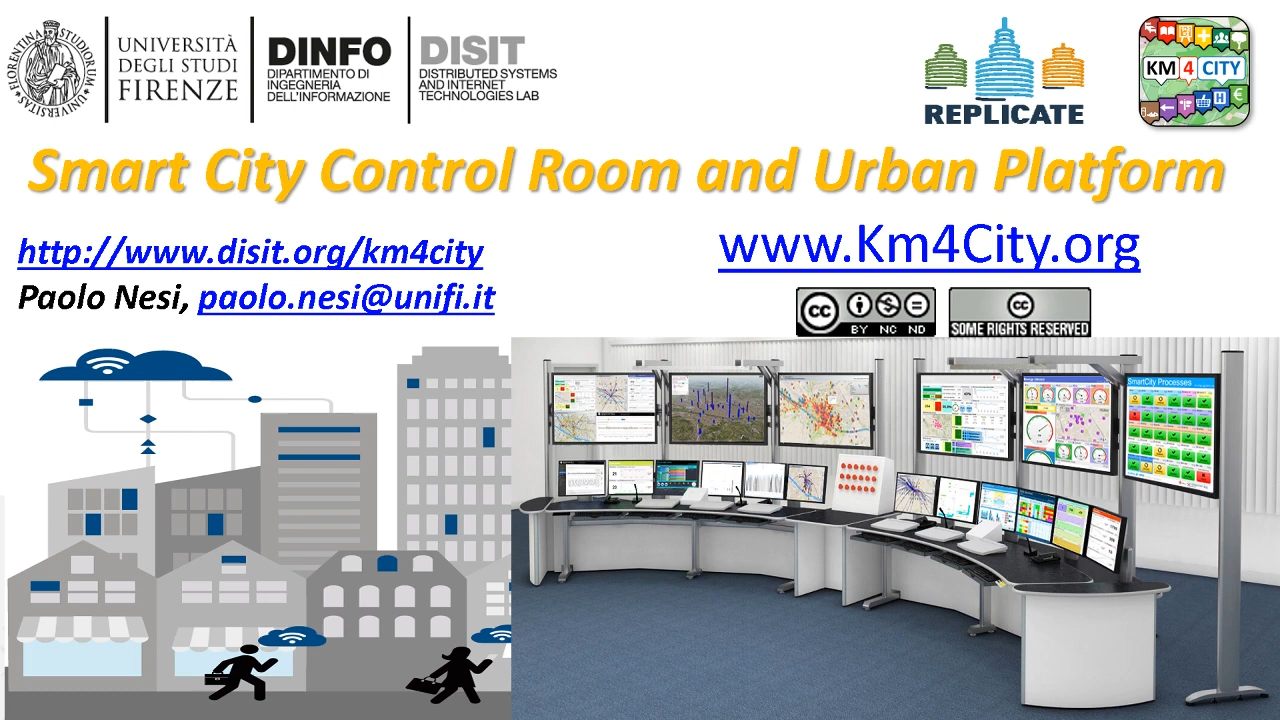 UNIVERSITÀ
DEGLI STUDI
FIRENZE
DINFO
DIPARTIMENTO DI
INGEGNERIA
DELL'INFORMAZIONE
DISIT
DISTRIBUTED SYSTEMS
AND INTERNET
TECHNOLOGIES LAB
REPLICATE
KM 4 CITY
Smart City Control Room and Urban Platform
http://www.disit.org/km4city
www.Km4City.org
Paolo Nesi, paolo.nesi@unifi.it
cc BY NC ND
cc SOME RIGHTS RESERVED
SmartCity Processes